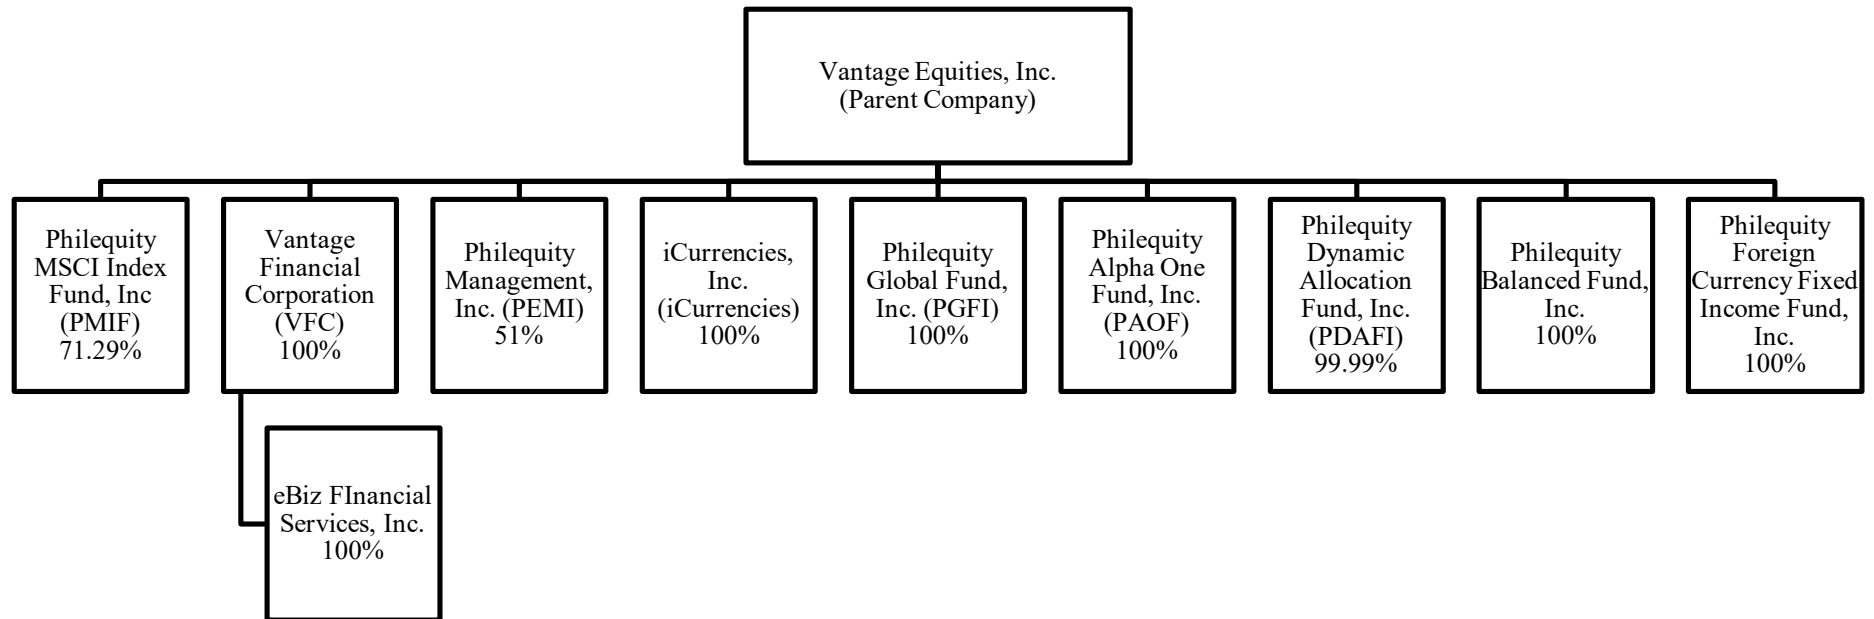 Vantage Equities, Inc.
(Parent Company)
Philequity
MSCI Index
Fund, Inc
(PMIF)
71.29%
Vantage
Financial
Corporation
(VFC)
100%
Philequity
Management,
Inc. (PEMI)
51%
iCurrencies,
Inc.
(iCurrencies)
100%
Philequity
Global Fund,
Inc. (PGFI)
100%
Philequity
Alpha One
Fund, Inc.
(PAOF)
100%
Philequity
Dynamic
Allocation
Fund, Inc.
(PDAFI)
99.99%
Philequity
Balanced Fund,
Inc.
100%
Philequity
Foreign
Currency Fixed
Income Fund,
Inc.
100%
eBiz FInancial
Services, Inc.
100%